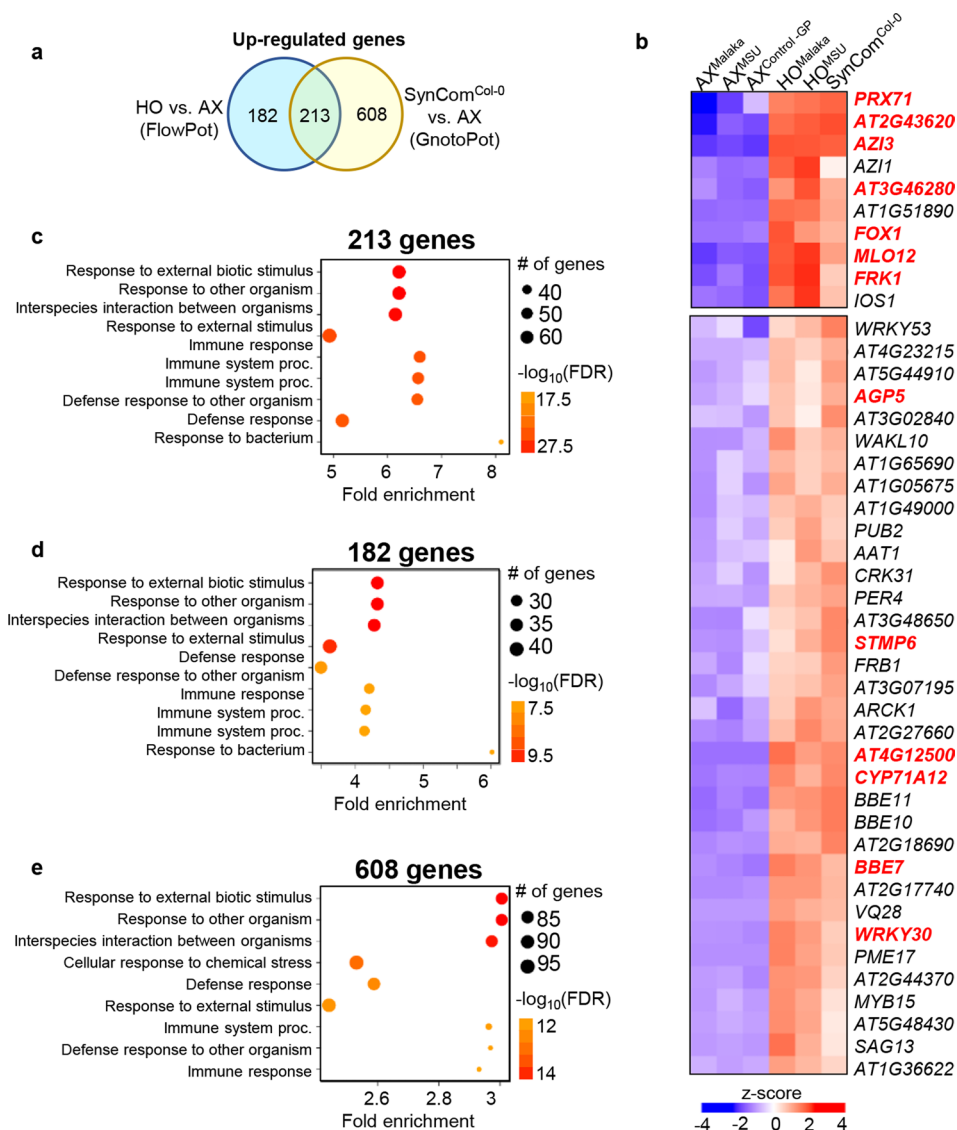 a
Up-regulated genes
HO vs. AX
(FlowPot)
182
213
608
SynCom^Col-0
vs. AX
(GnotoPot)
b
AX^Malaka
AX^MSU
AX^Control-GP
HO^Malaka
HO^MSU
SynCom^Col-0
PRX71
AT2G43620
AZI3
AZI1
AT3G46280
AT1G51890
FOX1
MLO12
FRK1
IOS1
WRKY53
AT4G23215
AT5G44910
AGP5
AT3G02840
WAKL10
AT1G65690
AT1G05675
AT1G49000
PUB2
AAT1
CRK31
PER4
AT3G48650
STMP6
FRB1
AT3G07195
ARCK1
AT2G27660
AT4G12500
CYP71A12
BBE11
BBE10
AT2G18690
BBE7
AT2G17740
VQ28
WRKY30
PME17
AT2G44370
MYB15
AT5G48430
SAG13
AT1G36622
z-score
-4 -2 0 2 4
c
213 genes
Response to external biotic stimulus
Response to other organism
Interspecies interaction between organisms
Response to external stimulus
Immune response
Immune system proc.
Immune system proc.
Defense response to other organism
Defense response
Response to bacterium
5 6 7 8
Fold enrichment
# of genes
40
50
60
-log10(FDR)
17.5
27.5
d
182 genes
Response to external biotic stimulus
Response to other organism
Interspecies interaction between organisms
Response to external stimulus
Defense response
Defense response to other organism
Immune response
Immune system proc.
Immune system proc.
Response to bacterium
4 5 6
Fold enrichment
# of genes
30
35
40
-log10(FDR)
7.5
9.5
e
608 genes
Response to external biotic stimulus
Response to other organism
Interspecies interaction between organisms
Cellular response to chemical stress
Defense response
Response to external stimulus
Immune system proc.
Defense response to other organism
Immune response
2.6 2.8 3
Fold enrichment
# of genes
85
90
95
-log10(FDR)
12
14